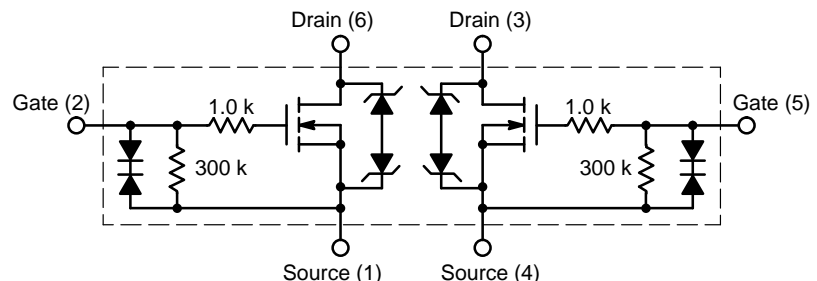 Drain (6)
Drain (3)
Gate (2)
1.0 k
1.0 k
Gate (5)
300 k
300 k
Source (1)
Source (4)